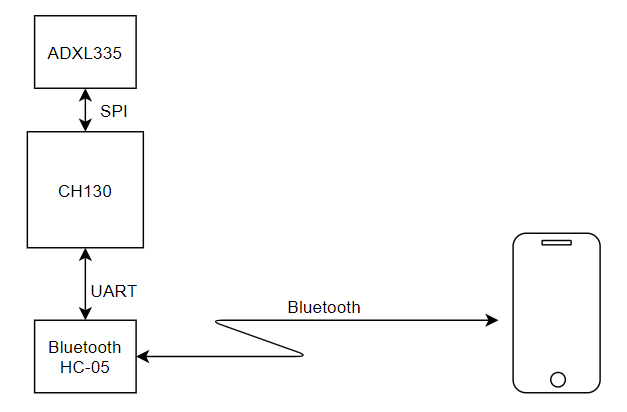 ADXL335
SPI
CH130
UART
Bluetooth
Bluetooth
HC-05